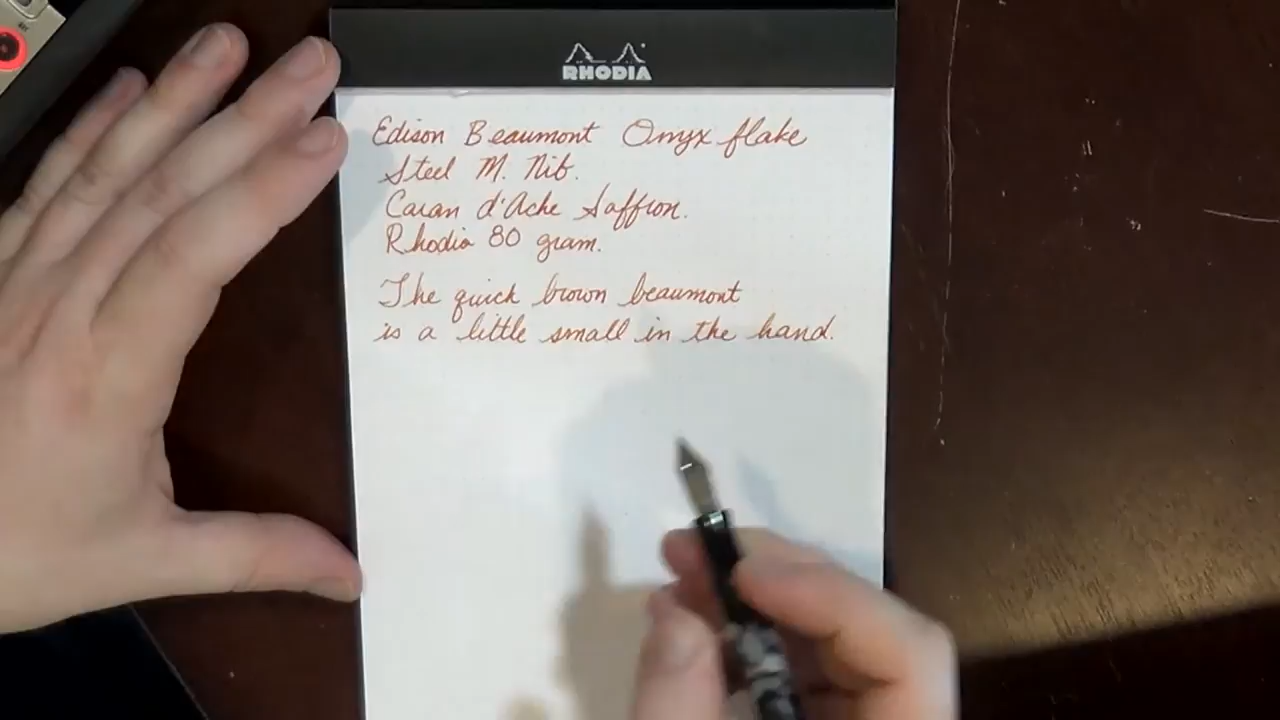 RHODIA
Edison Beaumont Onyx flake
Steel M. Nib.
Caran d'Ache Saffron.
Rhodia 80 gram.
The quick brown beaumont
is a little small in the hand.